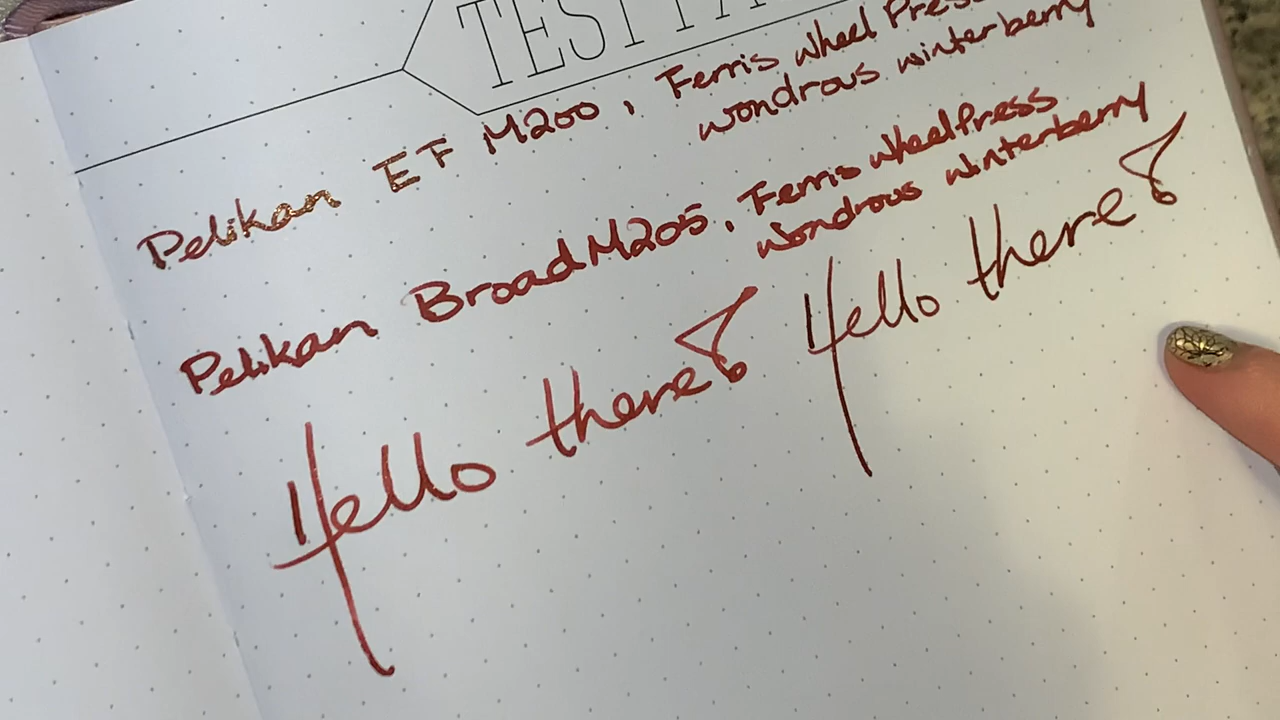 TEST PA
Pelikan EF M200, Ferris Wheel Press
wondrous winterberry
Pelikan Broad M205, Ferris Wheel Press
wondrous winterberry
Hello there! Hello there!